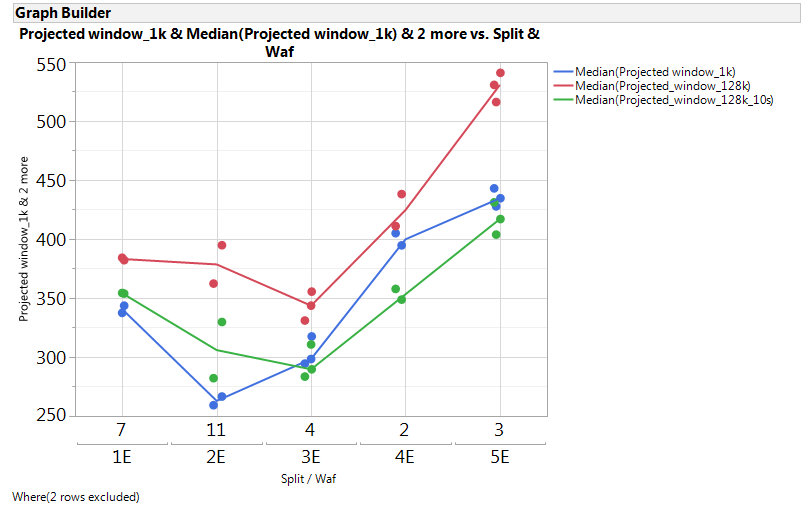 Graph Builder
Projected window_1k & Median(Projected window_1k) & 2 more vs. Split &
Waf
550
500
450
400
350
300
250
Projected window_1k & 2 more
7 11 4 2 3
1E 2E 3E 4E 5E
Split / Waf
Median(Projected window_1k)
Median(Projected_window_128k)
Median(Projected_window_128k_10s)
Where(2 rows excluded)